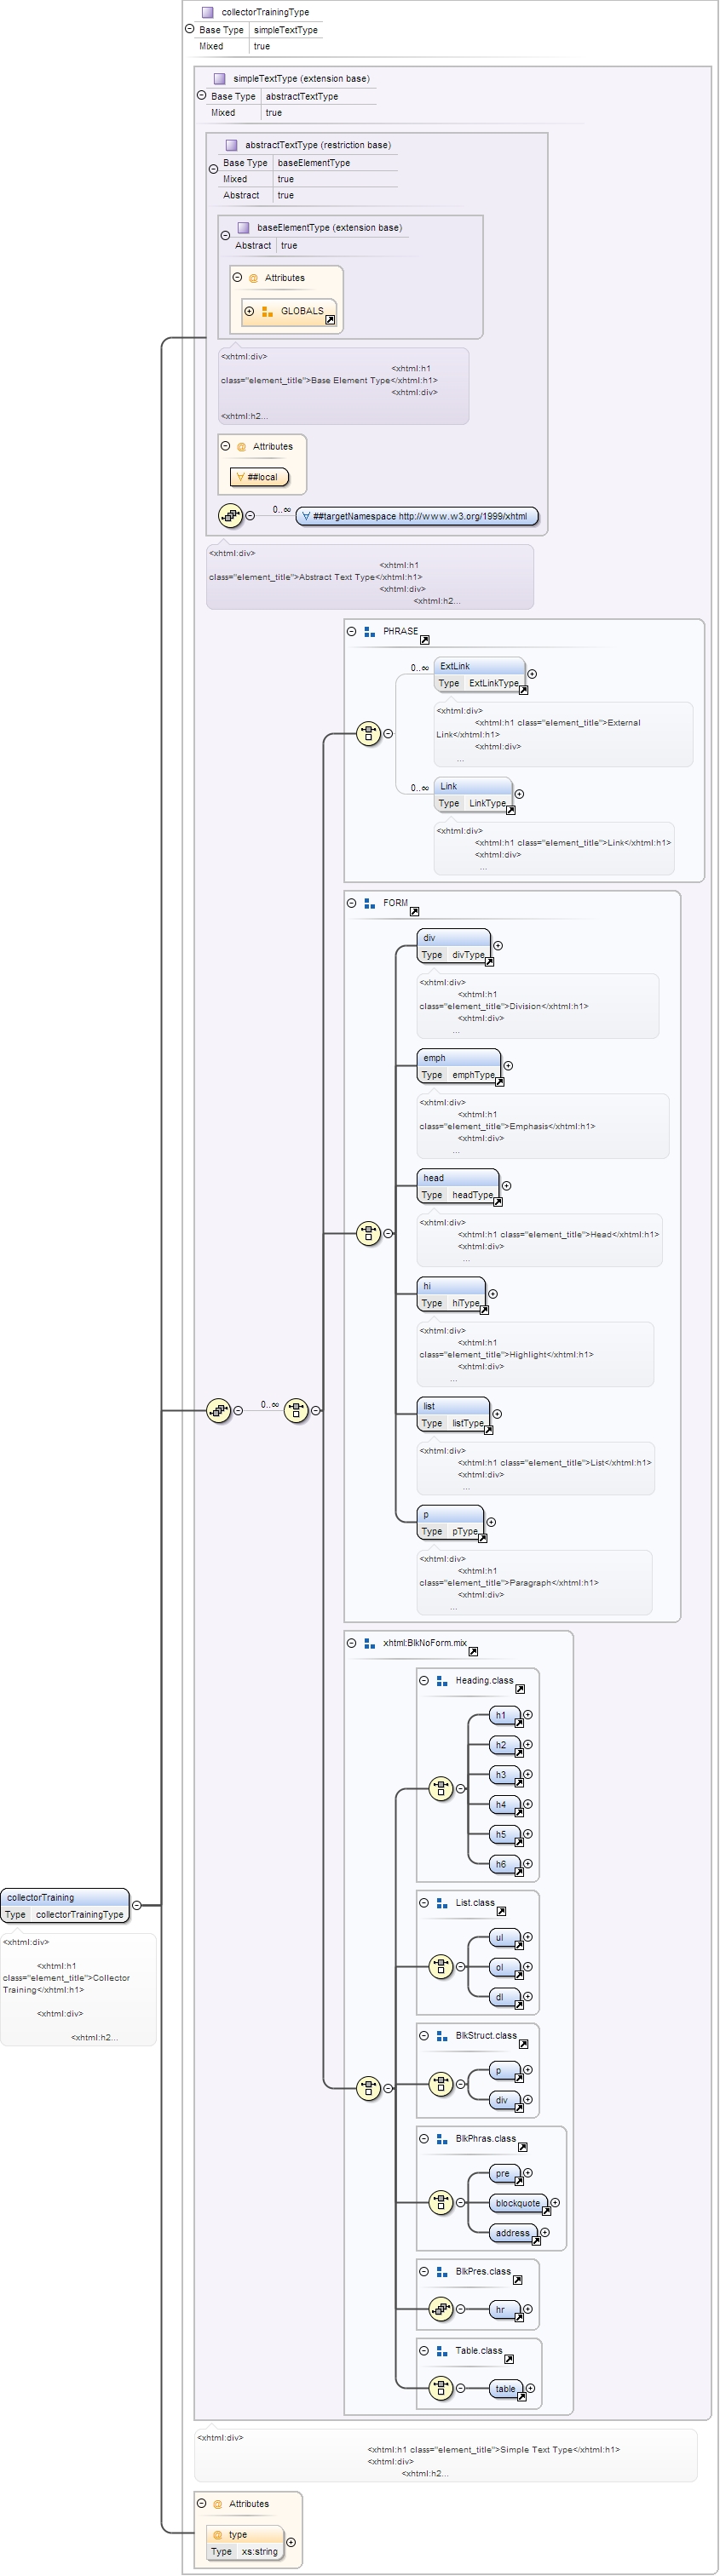 collectorTrainingType
Base Type simpleTextType
Mixed true
simpleTextType (extension base)
Base Type abstractTextType
Mixed true
abstractTextType (restriction base)
Base Type baseElementType
Mixed true
Abstract true
baseElementType (extension base)
Abstract true
@ Attributes
GLOBALS
<xhtml:div>
<xhtml:h1
class="element_title">Base Element Type</xhtml:h1>
<xhtml:div>
<xhtml:h2...
@ Attributes
∀ ##local
0..∞
∀ ##targetNamespace http://www.w3.org/1999/xhtml
<xhtml:div>
<xhtml:h1
class="element_title">Abstract Text Type</xhtml:h1>
<xhtml:div>
<xhtml:h2...
PHRASE
0..∞
ExtLink
Type ExtLinkType
<xhtml:div>
<xhtml:h1 class="element_title">External
Link</xhtml:h1>
<xhtml:div>
...
0..∞
Link
Type LinkType
<xhtml:div>
<xhtml:h1 class="element_title">Link</xhtml:h1>
<xhtml:div>
...
FORM
div
Type divType
<xhtml:div>
<xhtml:h1
class="element_title">Division</xhtml:h1>
<xhtml:div>
...
emph
Type emphType
<xhtml:div>
<xhtml:h1
class="element_title">Emphasis</xhtml:h1>
<xhtml:div>
...
head
Type headType
<xhtml:div>
<xhtml:h1 class="element_title">Head</xhtml:h1>
<xhtml:div>
...
hi
Type hiType
<xhtml:div>
<xhtml:h1
class="element_title">Highlight</xhtml:h1>
<xhtml:div>
...
0..∞
list
Type listType
<xhtml:div>
<xhtml:h1 class="element_title">List</xhtml:h1>
<xhtml:div>
...
p
Type pType
<xhtml:div>
<xhtml:h1
class="element_title">Paragraph</xhtml:h1>
<xhtml:div>
...
xhtml:BlkNoForm.mix
Heading.class
h1
h2
h3
h4
h5
h6
collectorTraining
Type collectorTrainingType
<xhtml:div>
<xhtml:h1
class="element_title">Collector
Training</xhtml:h1>
<xhtml:div>
<xhtml:h2...
List.class
ul
ol
dl
BlkStruct.class
p
div
BlkPhras.class
pre
blockquote
address
BlkPres.class
hr
Table.class
table
<xhtml:div>
<xhtml:h1 class="element_title">Simple Text Type</xhtml:h1>
<xhtml:div>
<xhtml:h2...
@ Attributes
@ type
Type xs:string